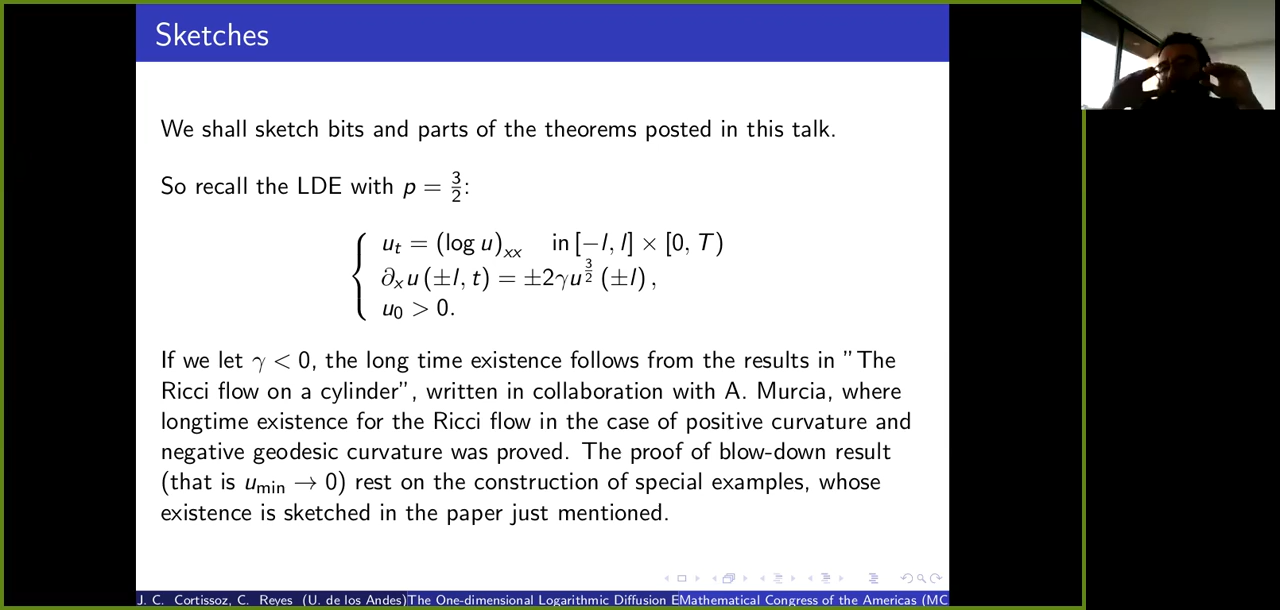 Sketches
We shall sketch bits and parts of the theorems posted in this talk.
So recall the LDE with p = 3/2:
u_t = (log u)_xx in [−l, l] × [0, T)
∂_x u (±l, t) = ±2γu^{3/2} (±l) ,
u_0 > 0.
If we let γ < 0, the long time existence follows from the results in ”The
Ricci flow on a cylinder”, written in collaboration with A. Murcia, where
longtime existence for the Ricci flow in the case of positive curvature and
negative geodesic curvature was proved. The proof of blow-down result
(that is u_min → 0) rest on the construction of special examples, whose
existence is sketched in the paper just mentioned.
J. C. Cortissoz, C. Reyes (U. de los Andes)The One-dimensional Logarithmic Diffusion EMathematical Congress of the Americas (MC